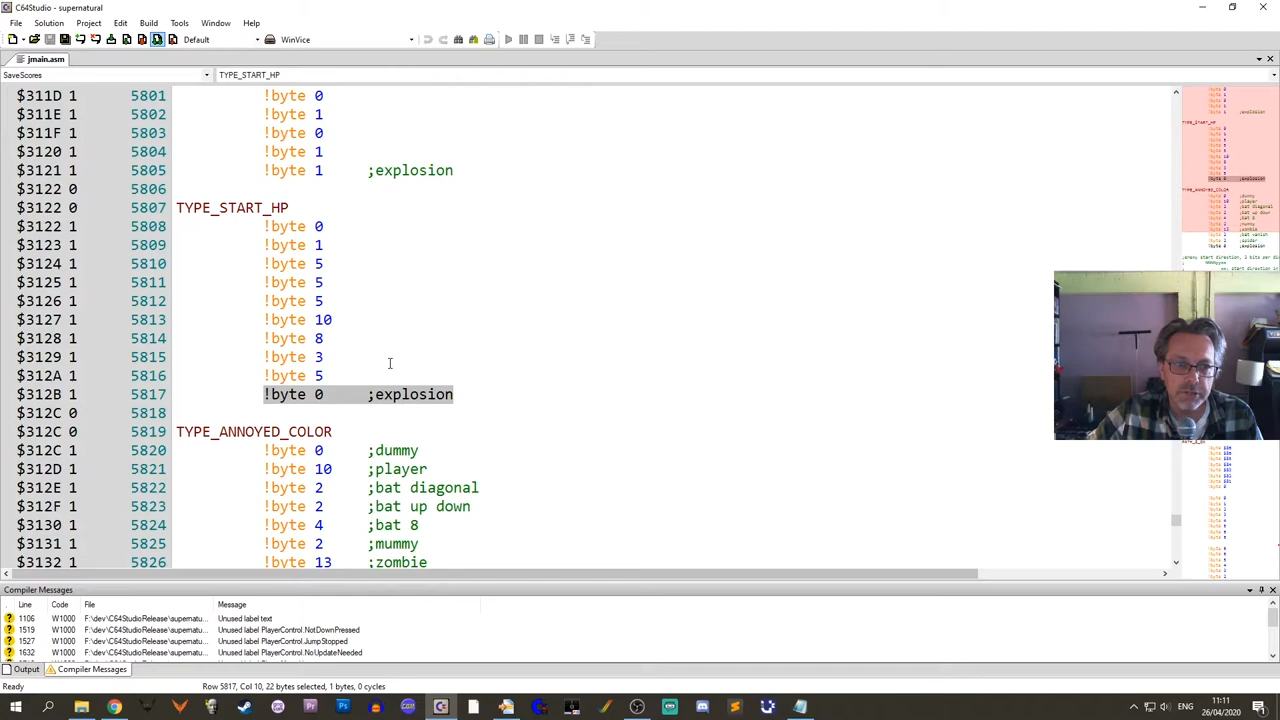 C64Studio - supernatural
File Solution Project Edit Build Tools Window Help
Default WinVice
jmain.asm
SaveScores TYPE_START_HP
$311D 1 5801 !byte 0
$311E 1 5802 !byte 1
$311F 1 5803 !byte 0
$3120 1 5804 !byte 1
$3121 1 5805 !byte 1 ;explosion
$3122 0 5806
$3122 0 5807 TYPE_START_HP
$3122 1 5808 !byte 0
$3123 1 5809 !byte 1
$3124 1 5810 !byte 5
$3125 1 5811 !byte 5
$3126 1 5812 !byte 5
$3127 1 5813 !byte 10
$3128 1 5814 !byte 8
$3129 1 5815 !byte 3
$312A 1 5816 !byte 5
$312B 1 5817 !byte 0 ;explosion
$312C 0 5818
$312C 0 5819 TYPE_ANNOYED_COLOR
$312C 1 5820 !byte 0 ;dummy
$312D 1 5821 !byte 10 ;player
$312E 1 5822 !byte 2 ;bat diagonal
$312F 1 5823 !byte 2 ;bat up down
$3130 1 5824 !byte 4 ;bat 8
$3131 1 5825 !byte 2 ;mummy
$3132 1 5826 !byte 13 ;zombie
Compiler Messages
Line Code File Message
1106 W1000 F:\dev\C64StudioRelease\supernatu... Unused label text
1519 W1000 F:\dev\C64StudioRelease\supernatu... Unused label PlayerControl.NotDownPressed
1527 W1000 F:\dev\C64StudioRelease\supernatu... Unused label PlayerControl.JumpStopped
1632 W1000 F:\dev\C64StudioRelease\supernatu... Unused label PlayerControl.NoUpdateNeeded
Output Compiler Messages
Ready Row 5817, Col 10, 22 bytes selected, 1 bytes, 0 cycles
11:11
26/04/2020